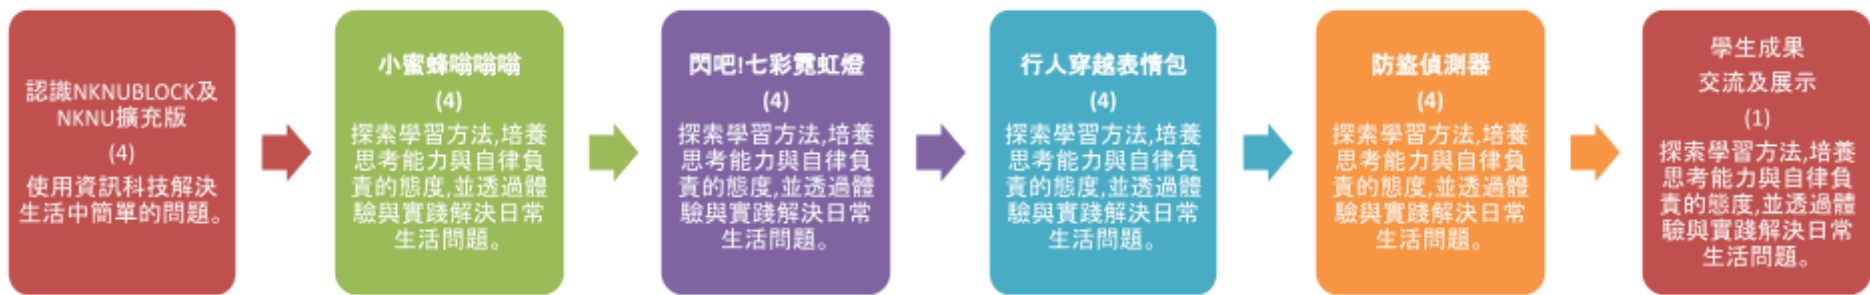 認識NKNUBLOCK及
NKNU擴充版
(4)
使用資訊科技解決
生活中簡單的問題。
小蜜蜂嗡嗡嗡
(4)
探索學習方法,培養
思考能力與自律負
責的態度,並透過體
驗與實踐解決日常
生活問題。
閃吧!七彩霓虹燈
(4)
探索學習方法,培養
思考能力與自律負
責的態度,並透過體
驗與實踐解決日常
生活問題。
行人穿越表情包
(4)
探索學習方法,培養
思考能力與自律負
責的態度,並透過體
驗與實踐解決日常
生活問題。
防盜偵測器
(4)
探索學習方法,培養
思考能力與自律負
責的態度,並透過體
驗與實踐解決日常
生活問題。
學生成果
交流及展示
(1)
探索學習方法,培養
思考能力與自律負
責的態度,並透過體
驗與實踐解決日常
生活問題。